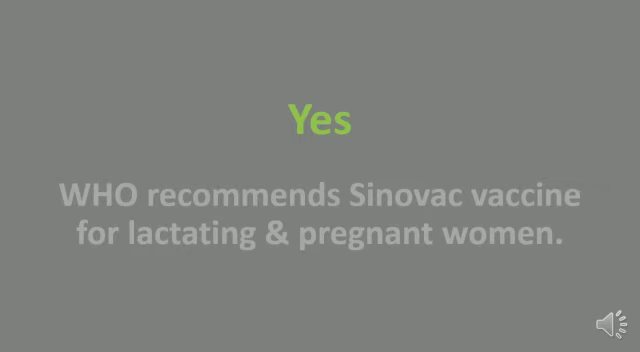 Yes
WHO recommends Sinovac vaccine
for lactating & pregnant women.